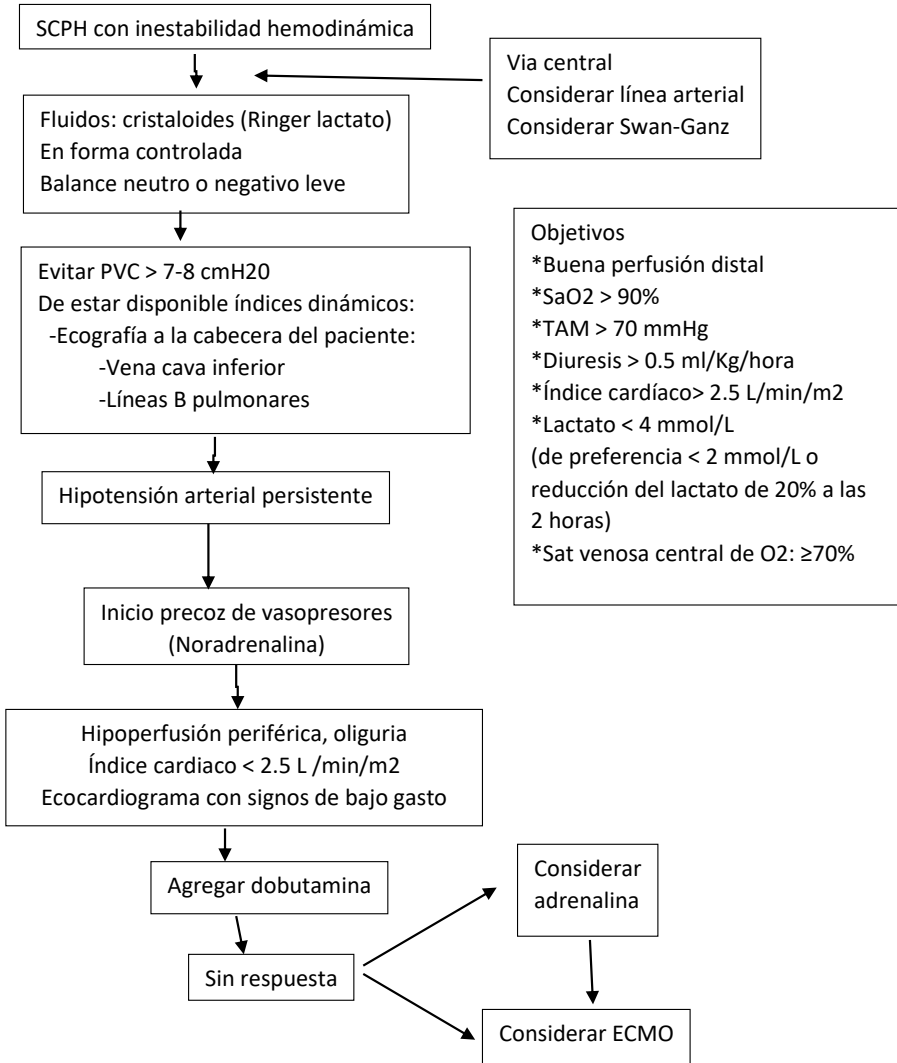 SCPH con inestabilidad hemodinámica
Via central
Considerar línea arterial
Considerar Swan-Ganz
Fluidos: cristaloides (Ringer lactato)
En forma controlada
Balance neutro o negativo leve
Evitar PVC > 7-8 cmH20
De estar disponible índices dinámicos:
-Ecografía a la cabecera del paciente:
-Vena cava inferior
-Líneas B pulmonares
Objetivos
*Buena perfusión distal
*SaO2 > 90%
*TAM > 70 mmHg
*Diuresis > 0.5 ml/Kg/hora
*Índice cardíaco> 2.5 L/min/m2
*Lactato < 4 mmol/L
(de preferencia < 2 mmol/L o
reducción del lactato de 20% a las
2 horas)
*Sat venosa central de O2: ≥70%
Hipotensión arterial persistente
Inicio precoz de vasopresores
(Noradrenalina)
Hipoperfusión periférica, oliguria
Índice cardiaco < 2.5 L /min/m2
Ecocardiograma con signos de bajo gasto
Agregar dobutamina
Considerar
adrenalina
Sin respuesta
Considerar ECMO